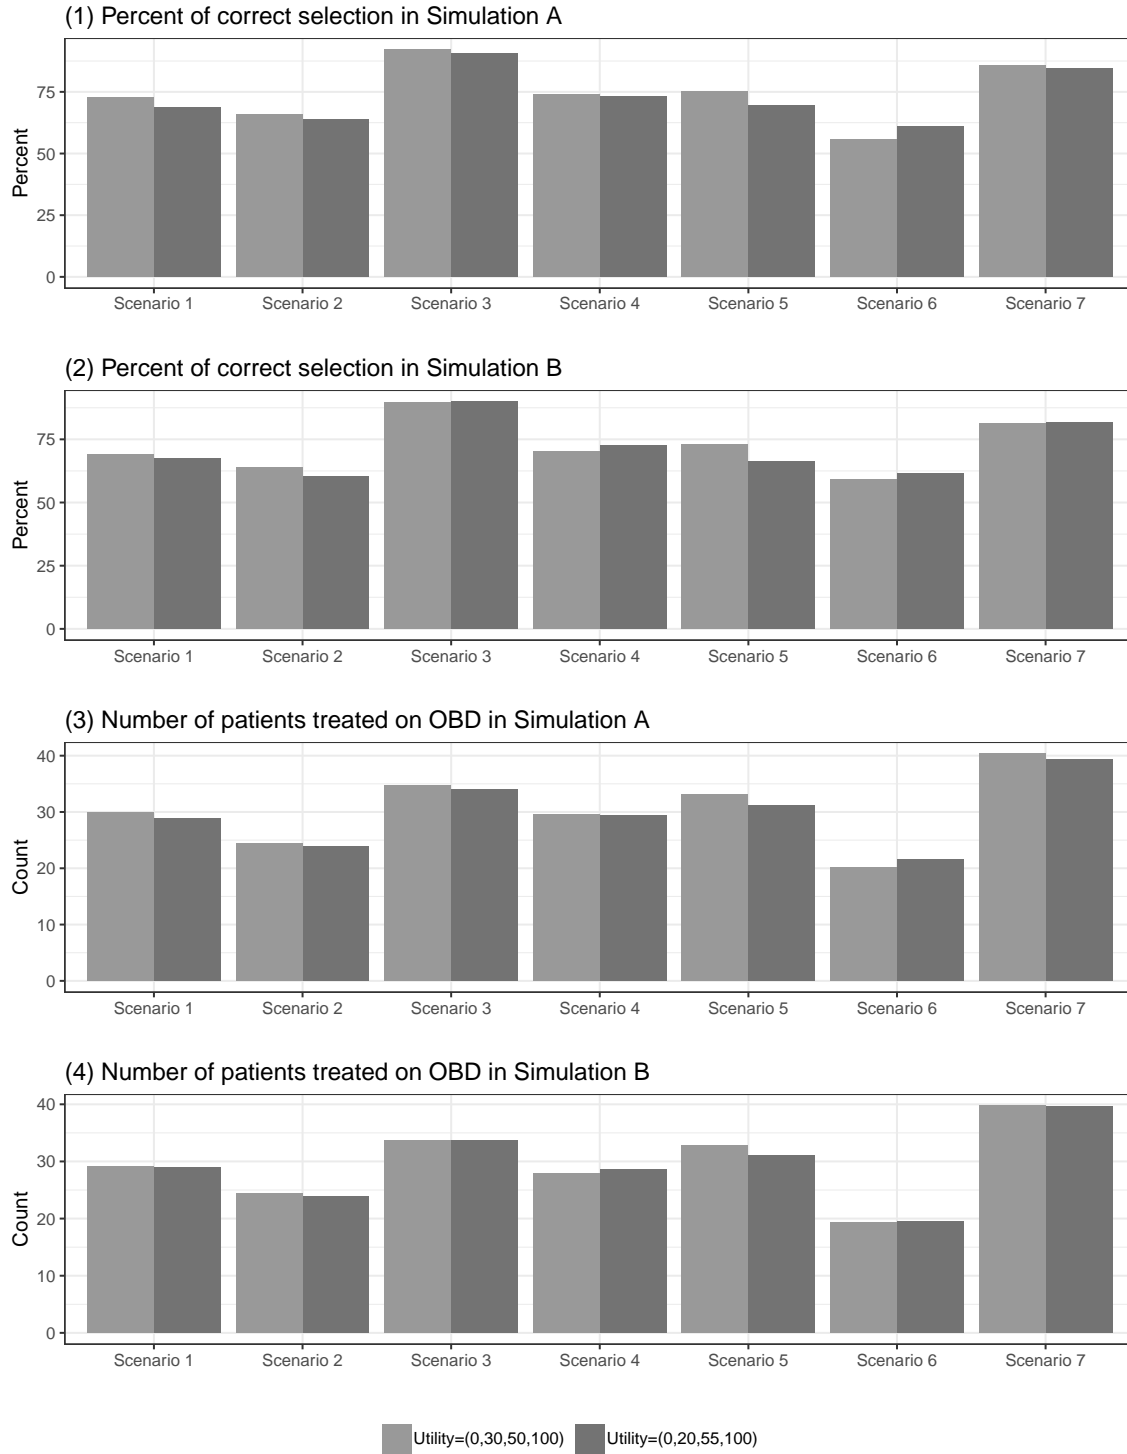 (1) Percent of correct selection in Simulation A
Percent
75
50
25
0
Scenario 1 Scenario 2 Scenario 3 Scenario 4 Scenario 5 Scenario 6 Scenario 7
(2) Percent of correct selection in Simulation B
Percent
75
50
25
0
Scenario 1 Scenario 2 Scenario 3 Scenario 4 Scenario 5 Scenario 6 Scenario 7
(3) Number of patients treated on OBD in Simulation A
Count
40
30
20
10
0
Scenario 1 Scenario 2 Scenario 3 Scenario 4 Scenario 5 Scenario 6 Scenario 7
(4) Number of patients treated on OBD in Simulation B
Count
40
30
20
10
0
Scenario 1 Scenario 2 Scenario 3 Scenario 4 Scenario 5 Scenario 6 Scenario 7
Utility=(0,30,50,100) Utility=(0,20,55,100)